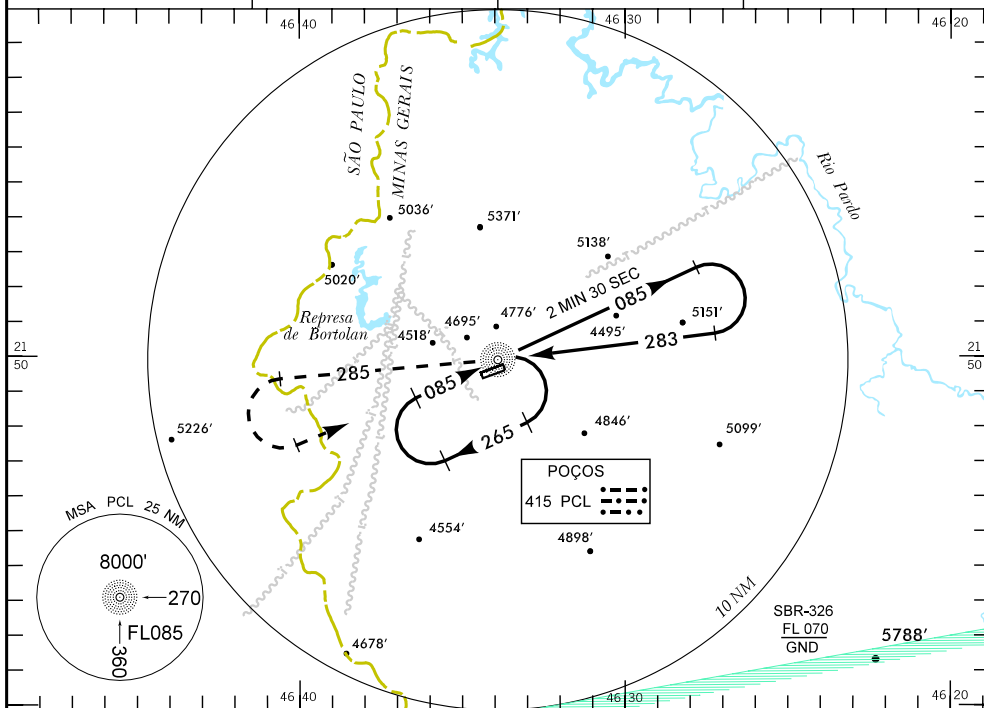 46 40
46 30
46 20
SÃO PAULO
MINAS GERAIS
Rio Pardo
5036'
5371'
5138'
5020'
2 MIN 30 SEC
085
Represa
de Bortolan
4695'
4776'
4518'
4495'
5151'
283
21
50
21
50
285
085
265
5226'
4846'
5099'
POÇOS
415 PCL
4554'
4898'
MSA PCL 25 NM
8000'
270
FL085
360
10 NM
SBR-326
FL 070
GND
5788'
4678'
46 40
46 30
46 20